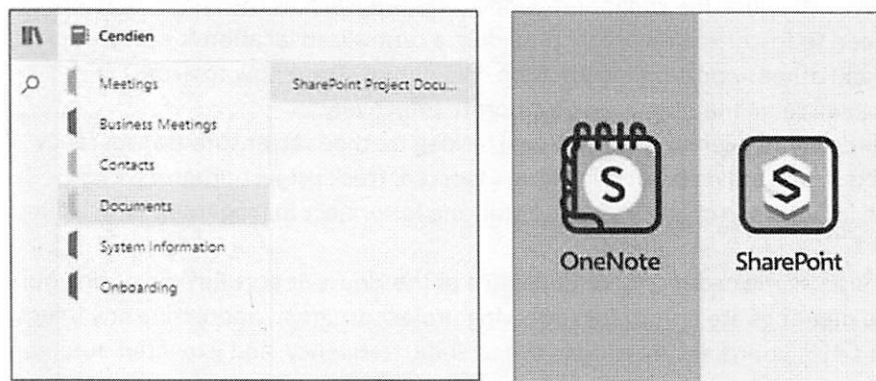 Cendien
Meetings
SharePoint Project Docu...
Business Meetings
Contacts
Documents
System Information
Onboarding
S
OneNote
S
SharePoint